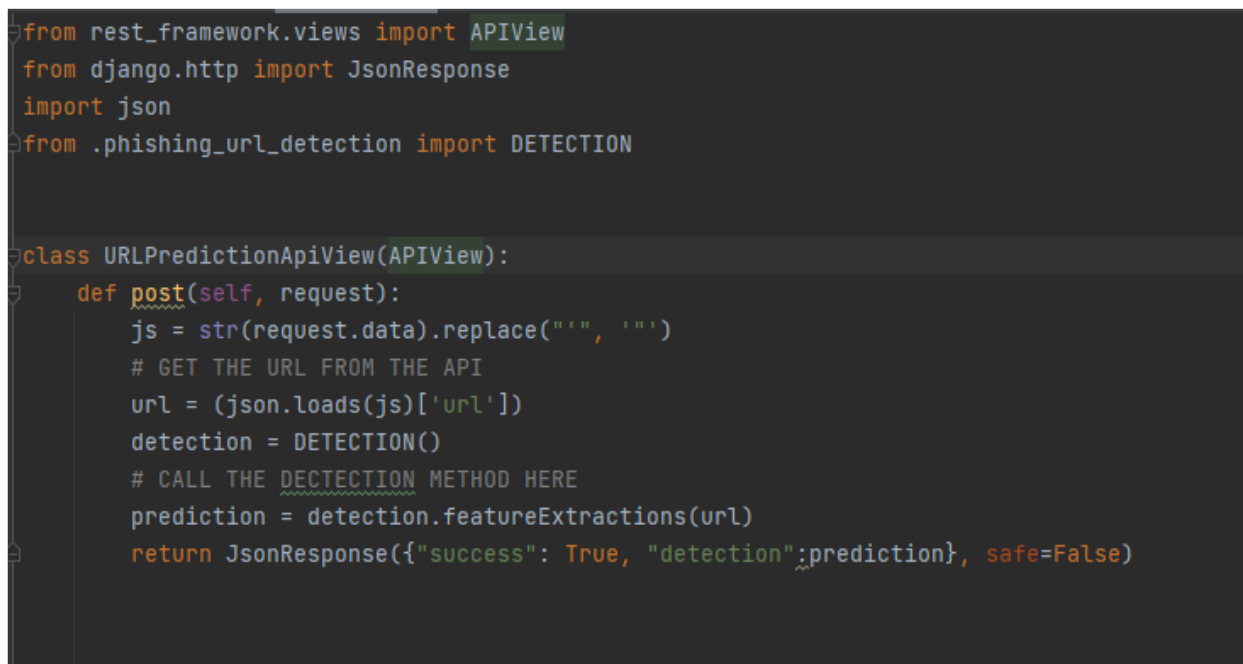 from rest_framework.views import APIView
from django.http import JsonResponse
import json
from .phishing_url_detection import DETECTION
class URLPredictionApiView(APIView):
def post(self, request):
js = str(request.data).replace("'", '"')
# GET THE URL FROM THE API
url = (json.loads(js)['url'])
detection = DETECTION()
# CALL THE DECTECTION METHOD HERE
prediction = detection.featureExtractions(url)
return JsonResponse({"success": True, "detection":prediction}, safe=False)